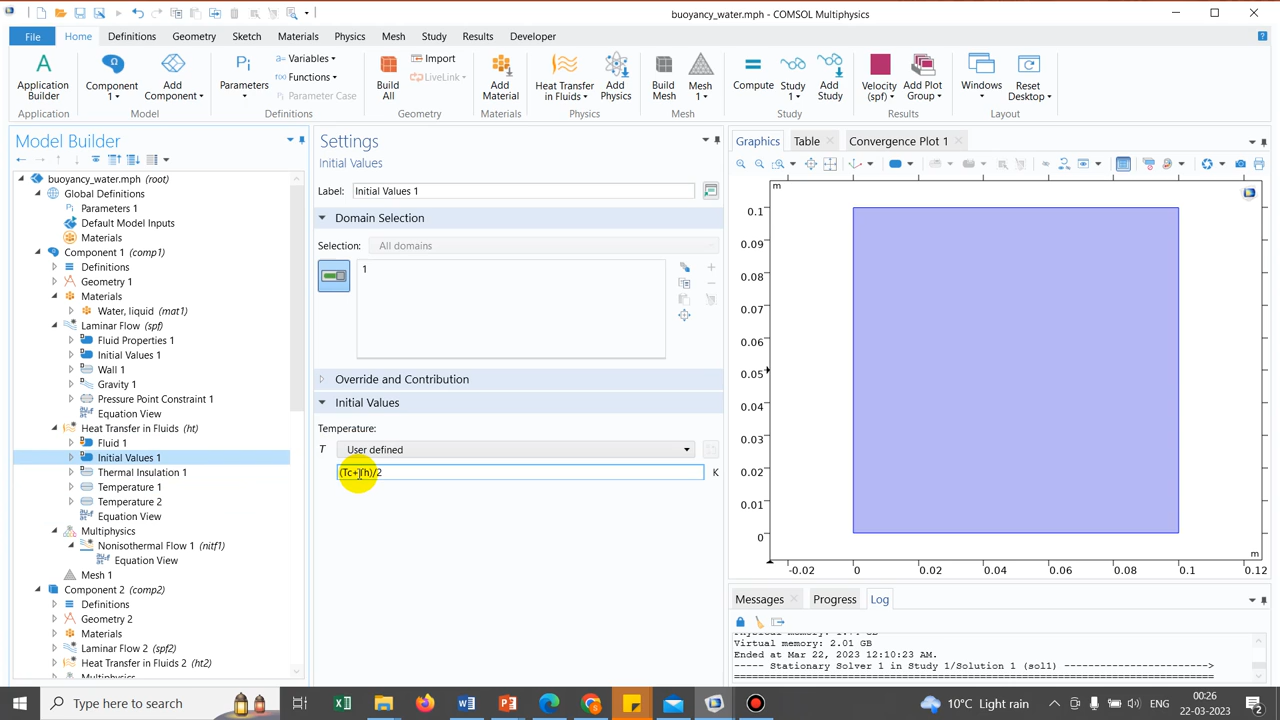 buoyancy_water.mph - COMSOL Multiphysics
File Home Definitions Geometry Sketch Materials Physics Mesh Study Results Developer
Application Builder
Component 1
Add Component
Pi Parameters
a= Variables
Functions
Parameter Case
Import
LiveLink
Build All
Add Material
Heat Transfer in Fluids
Add Physics
Build Mesh
Mesh 1
Compute
Study 1
Add Study
Velocity (spf)
Add Plot Group
Windows
Reset Desktop
Application Model Definitions Geometry Materials Physics Mesh Study Results Layout
Model Builder
buoyancy_water.mph (root)
Global Definitions
Pi Parameters 1
Default Model Inputs
Materials
Component 1 (comp1)
Definitions
Geometry 1
Materials
Water, liquid (mat1)
Laminar Flow (spf)
Fluid Properties 1
Initial Values 1
Wall 1
Gravity 1
Pressure Point Constraint 1
Equation View
Heat Transfer in Fluids (ht)
Fluid 1
Initial Values 1
Thermal Insulation 1
Temperature 1
Temperature 2
Equation View
Multiphysics
Nonisothermal Flow 1 (nitf1)
Equation View
Mesh 1
Component 2 (comp2)
Definitions
Geometry 2
Materials
Laminar Flow 2 (spf2)
Heat Transfer in Fluids 2 (ht2)
Settings
Initial Values
Label: Initial Values 1
Domain Selection
Selection: All domains
1
Override and Contribution
Initial Values
Temperature:
T User defined
(Tc+Th)/2 K
Graphics Table Convergence Plot 1
m
0.1
0.09
0.08
0.07
0.06
0.05
0.04
0.03
0.02
0.01
0
m
-0.02 0 0.02 0.04 0.06 0.08 0.1 0.12
Messages Progress Log
Virtual memory: 2.01 GB
Ended at Mar 22, 2023 12:10:23 AM.
----- Stationary Solver 1 in Study 1/Solution 1 (sol1) ------------------------->
Type here to search
10°C Light rain
ENG
00:26
22-03-2023
2